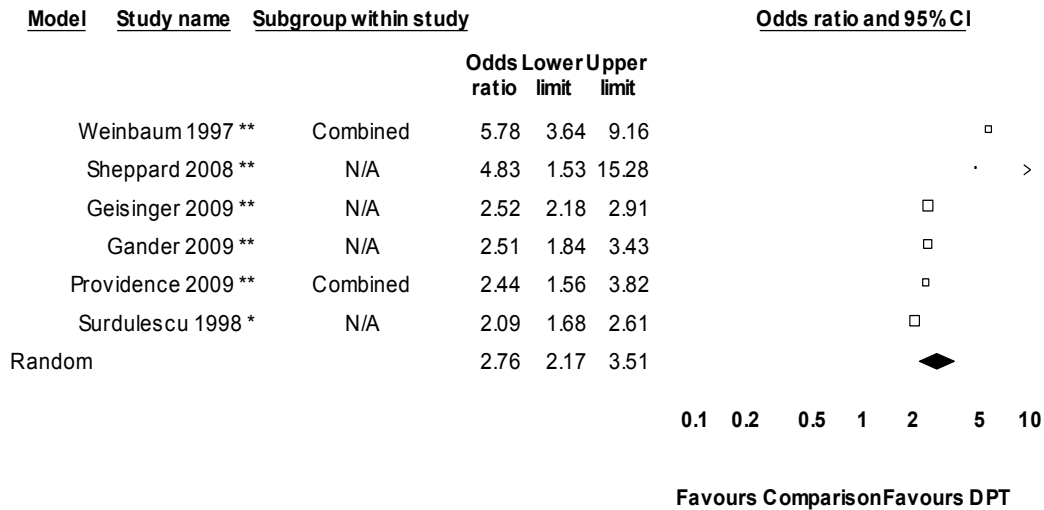 Model Study name Subgroup within study Odds ratio and 95% CI
Odds Lower Upper
ratio limit limit
Weinbaum 1997 ** Combined 5.78 3.64 9.16
Sheppard 2008 ** N/A 4.83 1.53 15.28
Geisinger 2009 ** N/A 2.52 2.18 2.91
Gander 2009 ** N/A 2.51 1.84 3.43
Providence 2009 ** Combined 2.44 1.56 3.82
Surdulescu 1998 * N/A 2.09 1.68 2.61
Random 2.76 2.17 3.51
0.1 0.2 0.5 1 2 5 10
Favours Comparison Favours DPT